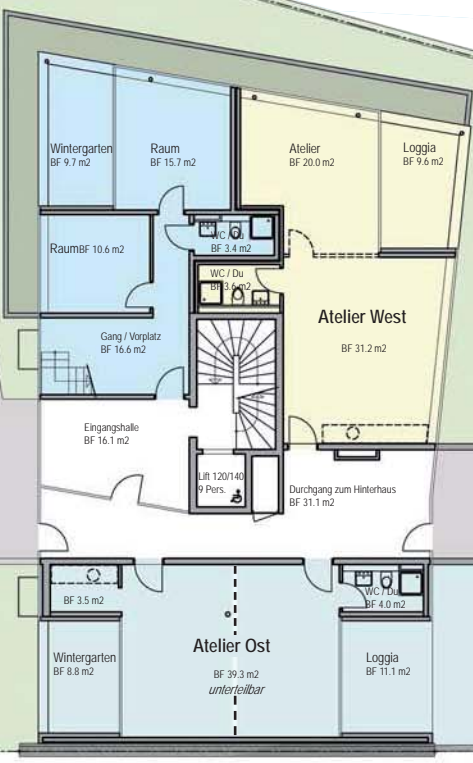 Wintergarten
BF 9.7 m2
Raum
BF 15.7 m2
Atelier
BF 20.0 m2
Loggia
BF 9.6 m2
Raum BF 10.6 m2
WC / Du
BF 3.4 m2
WC / Du
BF 3.6 m2
Atelier West
BF 31.2 m2
Gang / Vorplatz
BF 16.6 m2
Eingangshalle
BF 16.1 m2
Lift 120/140
9 Pers.
Durchgang zum Hinterhaus
BF 31.1 m2
BF 3.5 m2
WC / Du
BF 4.0 m2
Atelier Ost
BF 39.3 m2
unterteilbar
Wintergarten
BF 8.8 m2
Loggia
BF 11.1 m2